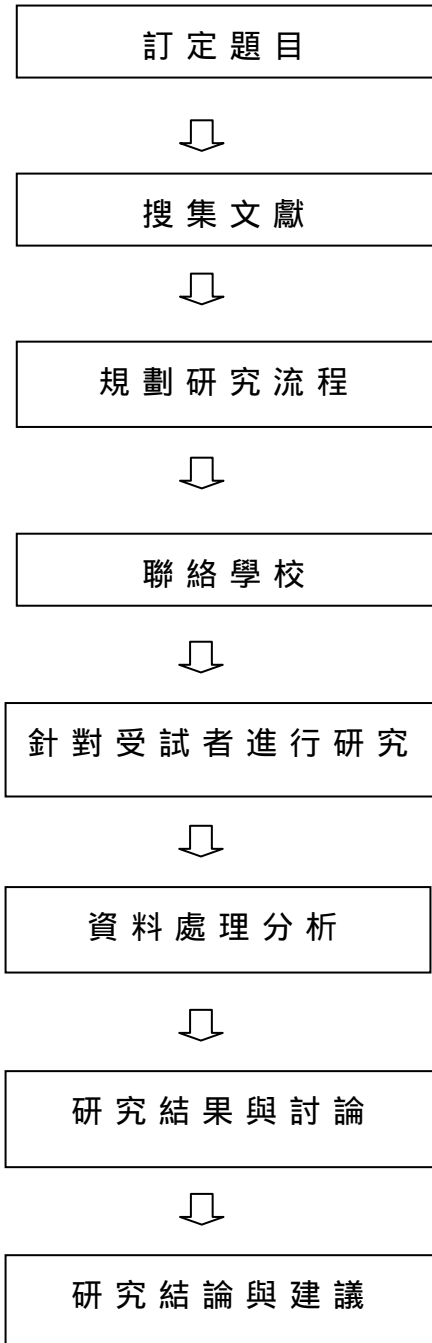 訂定題目
搜集文獻
規劃研究流程
聯絡學校
針對受試者進行研究
資料處理分析
研究結果與討論
研究結論與建議